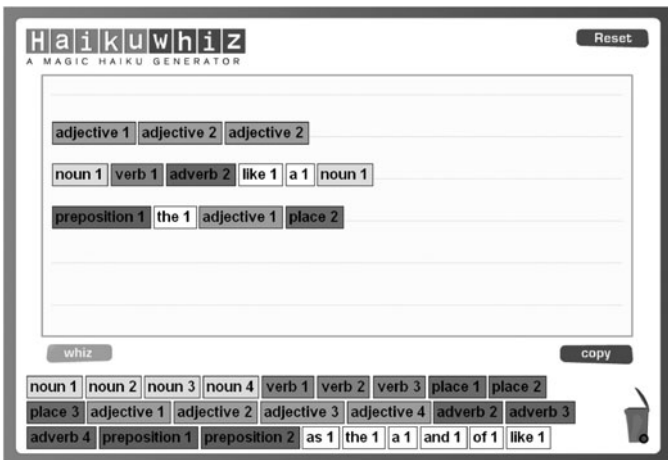 Haikuwhiz
A MAGIC HAIKU GENERATOR
Reset
adjective 1 adjective 2 adjective 2
noun 1 verb 1 adverb 2 like 1 a 1 noun 1
preposition 1 the 1 adjective 1 place 2
whiz
copy
noun 1 noun 2 noun 3 noun 4 verb 1 verb 2 verb 3 place 1 place 2
place 3 adjective 1 adjective 2 adjective 3 adjective 4 adverb 2 adverb 3
adverb 4 preposition 1 preposition 2 as 1 the 1 a 1 and 1 of 1 like 1